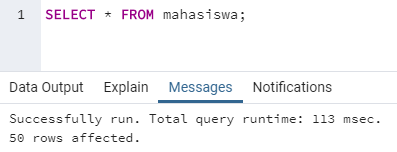 1 SELECT * FROM mahasiswa;
Data Output Explain Messages Notifications
Successfully run. Total query runtime: 113 msec.
50 rows affected.